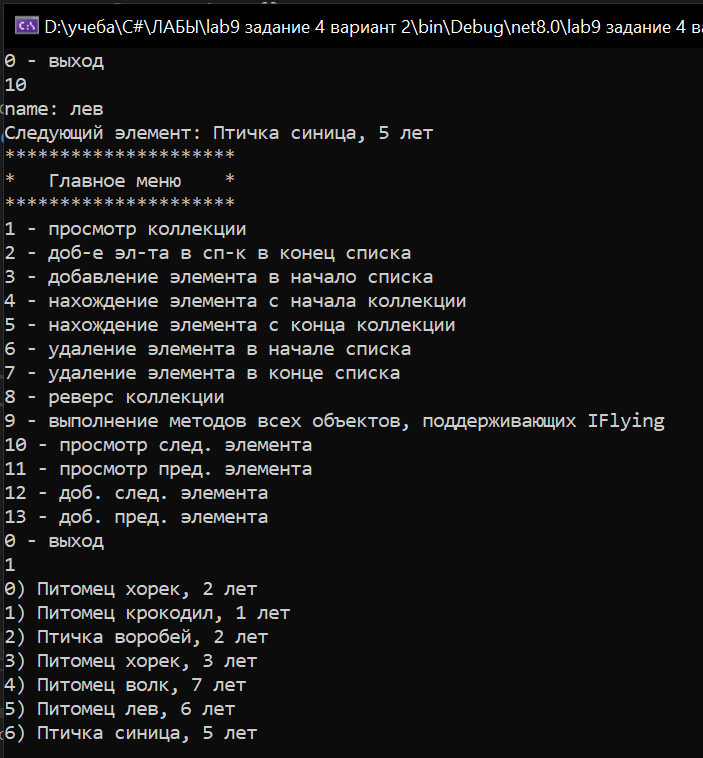 D:\учеба\C#\ЛАБЫ\lab9 задание 4 вариант 2\bin\Debug\net8.0\lab9 задание 4 ва
0 - выход
10
name: лев
Следующий элемент: Птичка синица, 5 лет
*********************
*   Главное меню    *
*********************
1 - просмотр коллекции
2 - доб-е эл-та в сп-к в конец списка
3 - добавление элемента в начало списка
4 - нахождение элемента с начала коллекции
5 - нахождение элемента с конца коллекции
6 - удаление элемента в начале списка
7 - удаление элемента в конце списка
8 - реверс коллекции
9 - выполнение методов всех объектов, поддерживающих IFlying
10 - просмотр след. элемента
11 - просмотр пред. элемента
12 - доб. след. элемента
13 - доб. пред. элемента
0 - выход
1
0) Питомец хорек, 2 лет
1) Питомец крокодил, 1 лет
2) Птичка воробей, 2 лет
3) Питомец хорек, 3 лет
4) Питомец волк, 7 лет
5) Питомец лев, 6 лет
6) Птичка синица, 5 лет